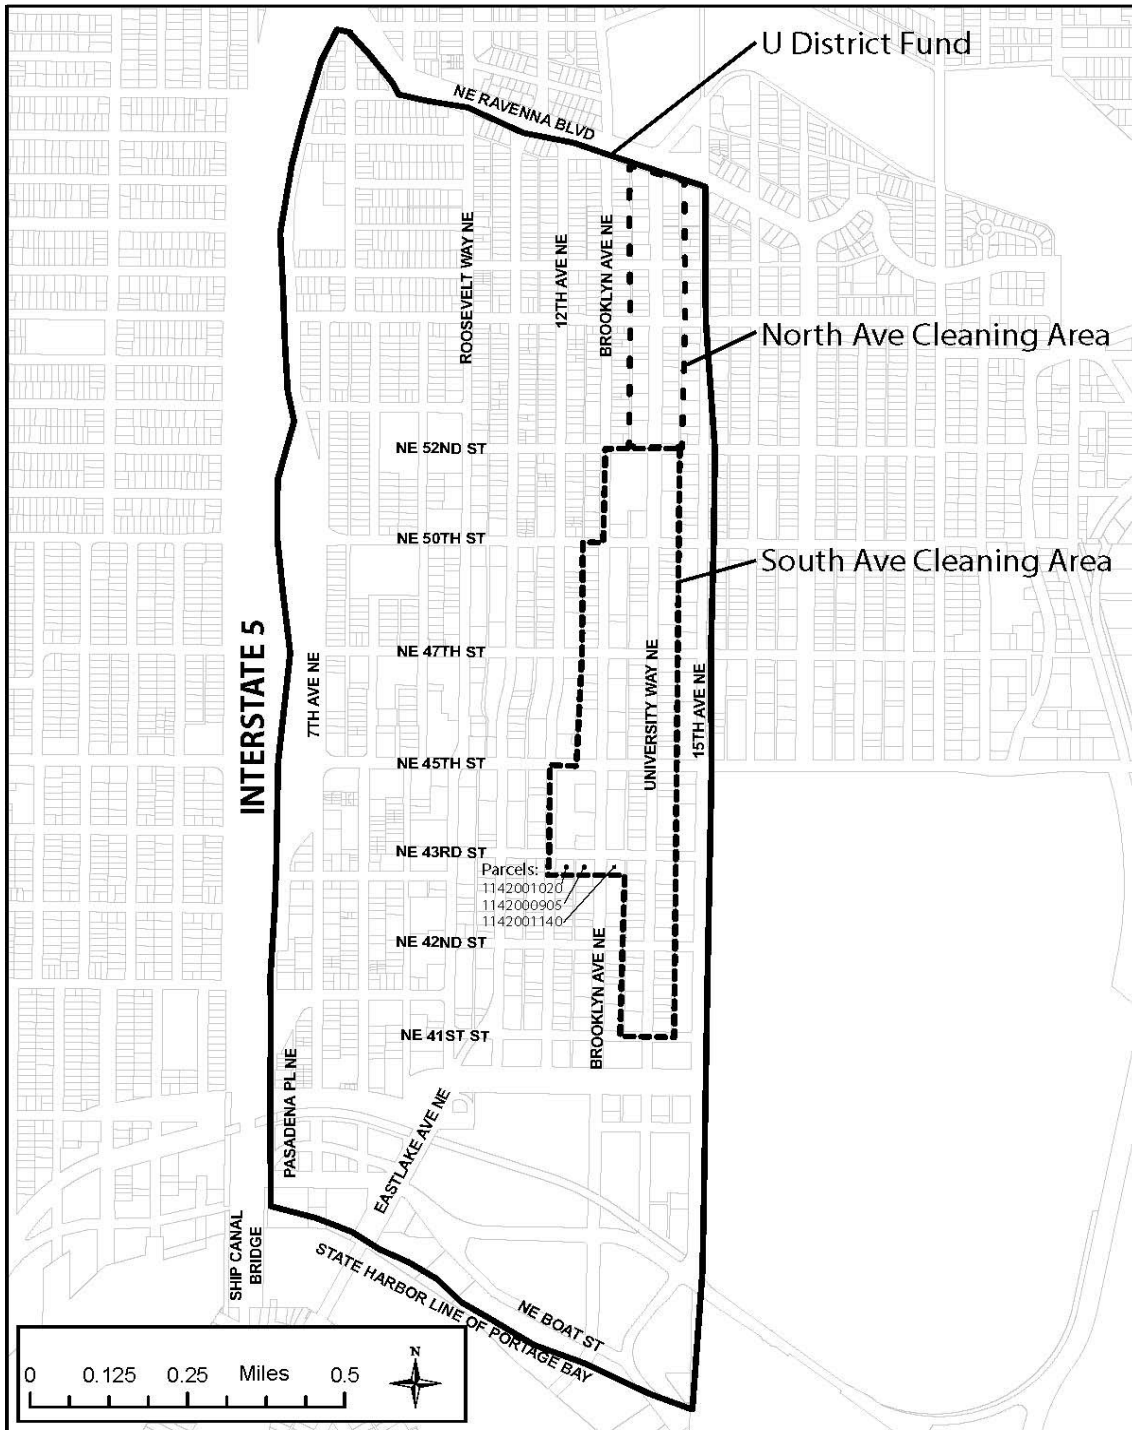 U District Fund
NE RAVENNA BLVD
ROOSEVELT WAY NE
12TH AVE NE
BROOKLYN AVE NE
North Ave Cleaning Area
NE 52ND ST
NE 50TH ST
South Ave Cleaning Area
INTERSTATE 5
7TH AVE NE
NE 47TH ST
UNIVERSITY WAY NE
15TH AVE NE
NE 45TH ST
NE 43RD ST
Parcels:
1142001020
1142000905
1142001140
NE 42ND ST
BROOKLYN AVE NE
NE 41ST ST
PASADENA PL NE
EASTLAKE AVE NE
SHIP CANAL
BRIDGE
STATE HARBOR LINE OF PORTAGE BAY
NE BOAT ST
N
0 0.125 0.25 Miles 0.5